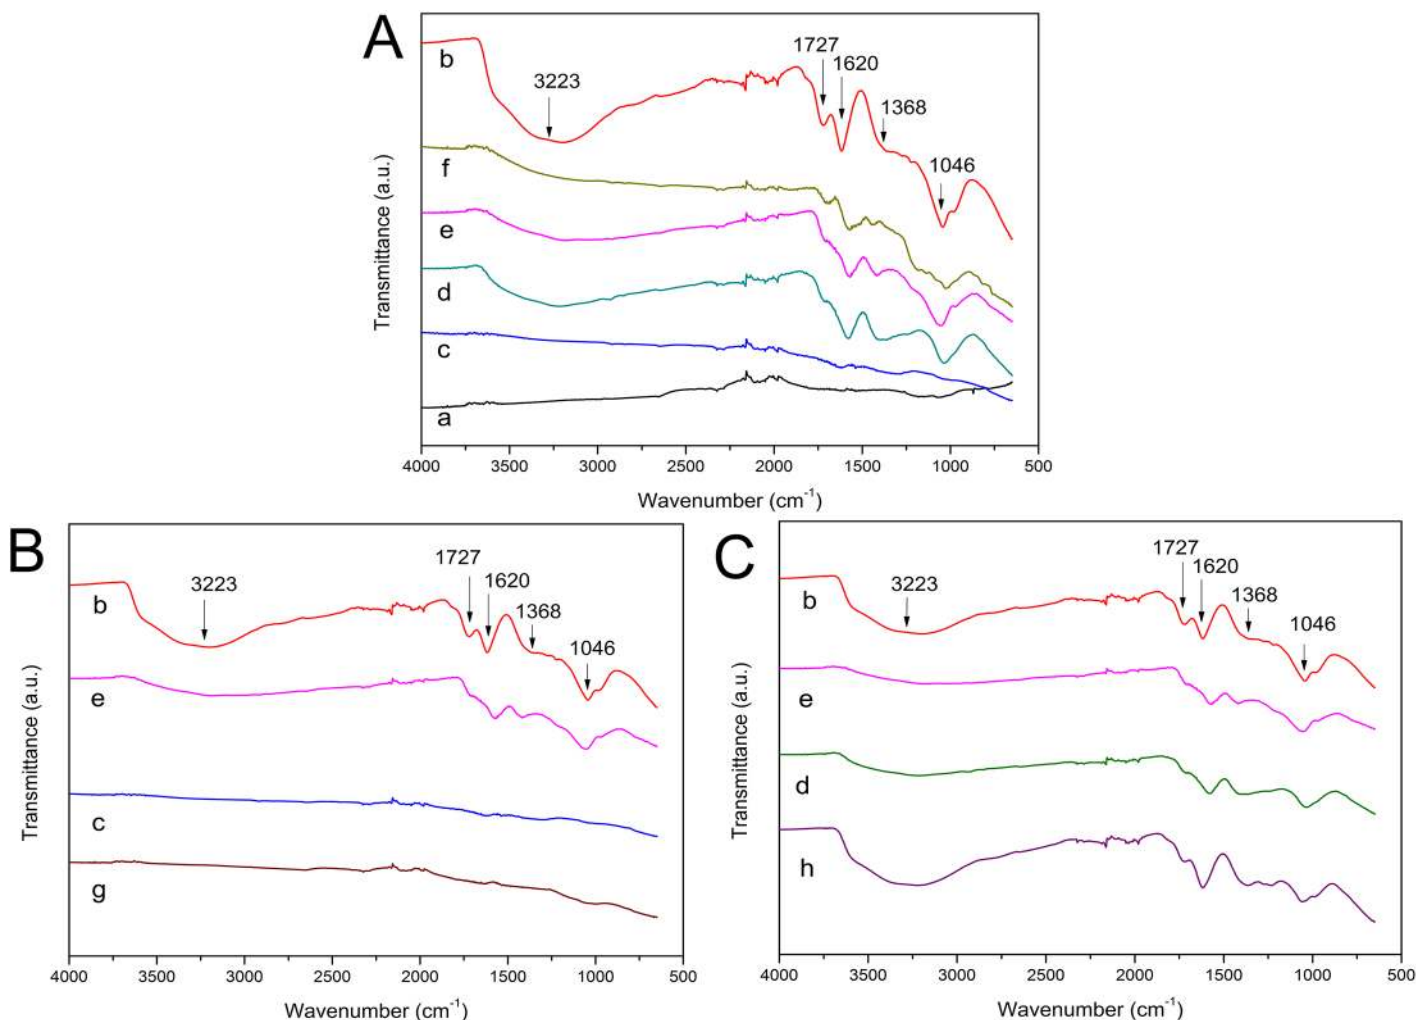 A
b
3223
1727
1620
1368
1046
f
e
d
c
a
Transmittance (a.u.)
4000 3500 3000 2500 2000 1500 1000 500
Wavenumber (cm⁻¹)
B
b
3223
1727
1620
1368
1046
e
c
g
Transmittance (a.u.)
4000 3500 3000 2500 2000 1500 1000 500
Wavenumber (cm⁻¹)
C
b
3223
1727
1620
1368
1046
e
d
h
Transmittance (a.u.)
4000 3500 3000 2500 2000 1500 1000 500
Wavenumber (cm⁻¹)